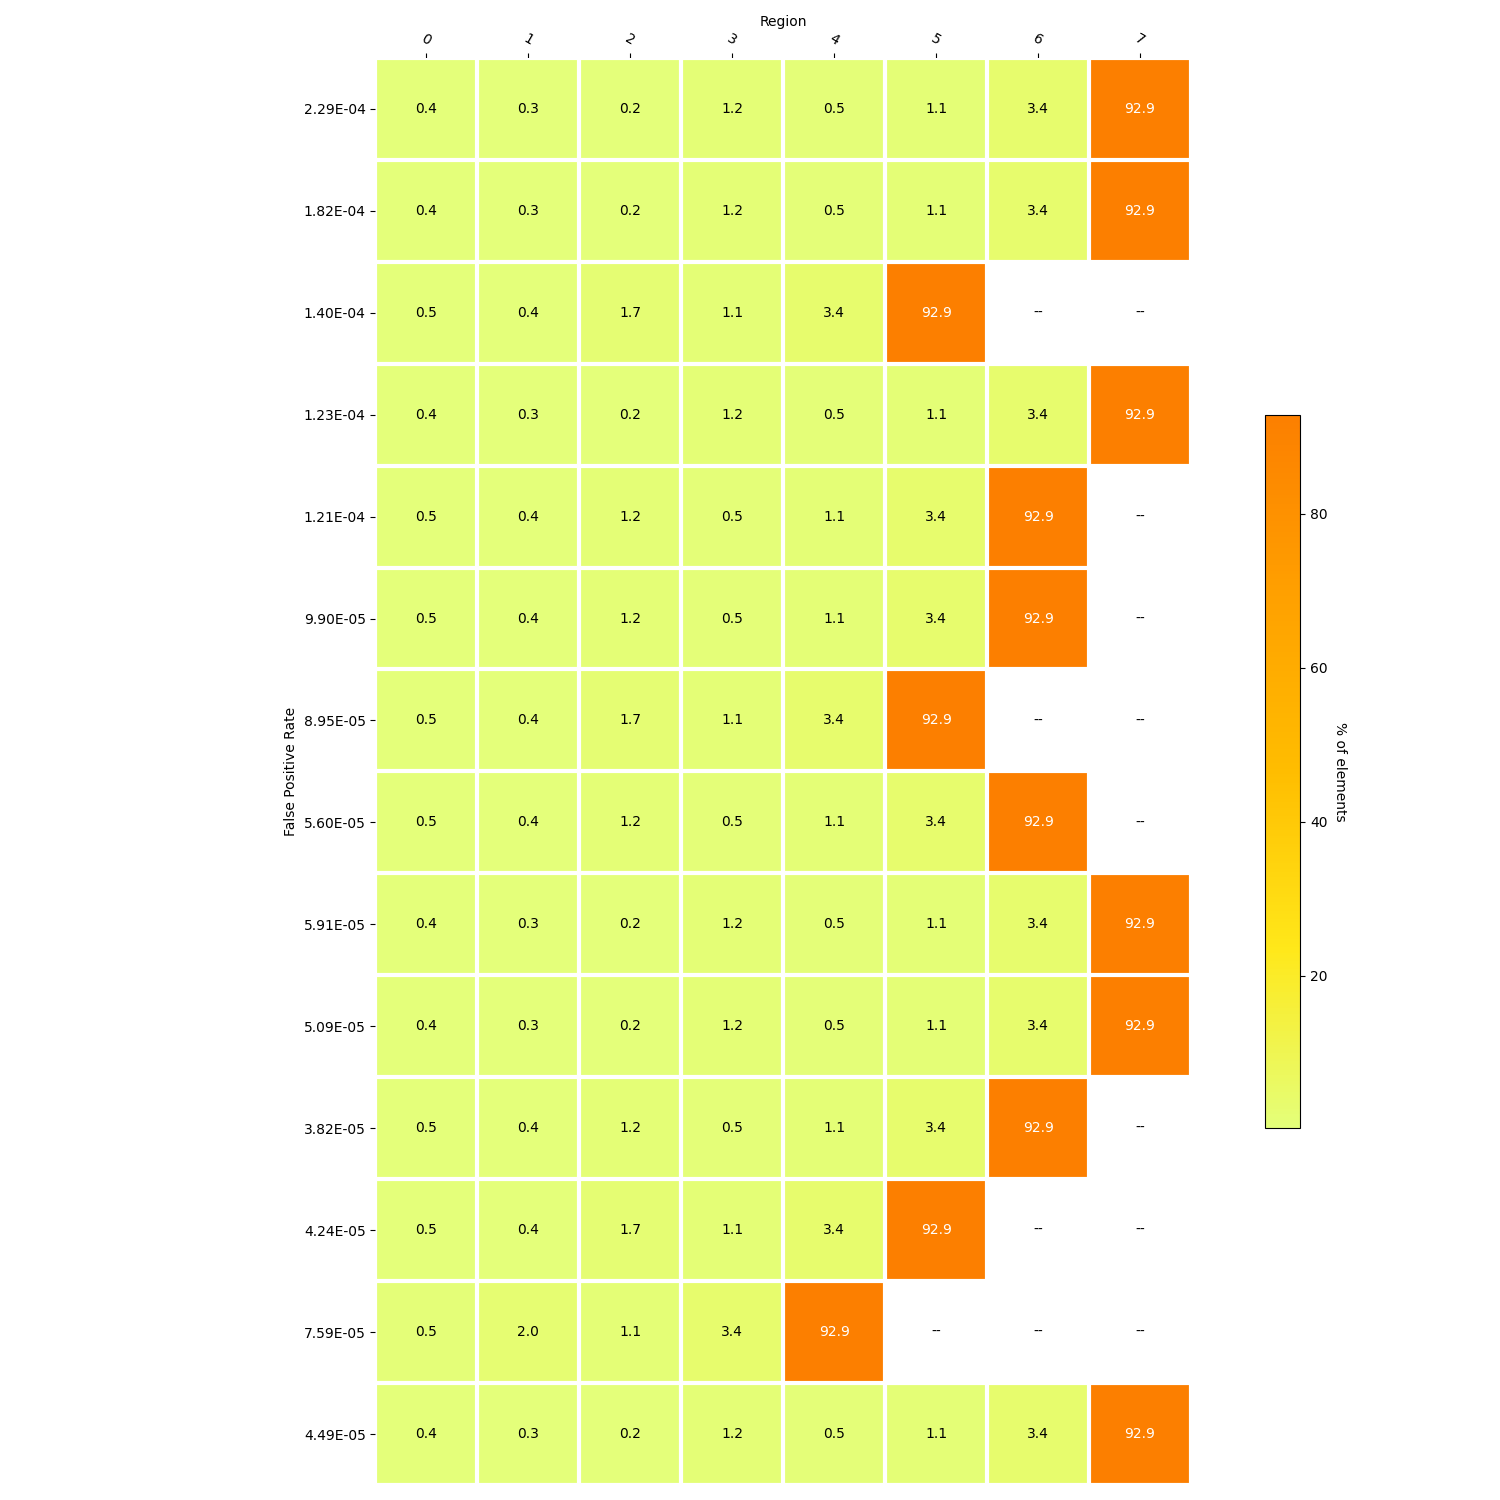 Region
0 1 2 3 4 5 6 7
2.29E-04 0.4 0.3 0.2 1.2 0.5 1.1 3.4 92.9
1.82E-04 0.4 0.3 0.2 1.2 0.5 1.1 3.4 92.9
1.40E-04 0.5 0.4 1.7 1.1 3.4 92.9 -- --
1.23E-04 0.4 0.3 0.2 1.2 0.5 1.1 3.4 92.9
1.21E-04 0.5 0.4 1.2 0.5 1.1 3.4 92.9 --
9.90E-05 0.5 0.4 1.2 0.5 1.1 3.4 92.9 --
8.95E-05 0.5 0.4 1.7 1.1 3.4 92.9 -- --
5.60E-05 0.5 0.4 1.2 0.5 1.1 3.4 92.9 --
5.91E-05 0.4 0.3 0.2 1.2 0.5 1.1 3.4 92.9
5.09E-05 0.4 0.3 0.2 1.2 0.5 1.1 3.4 92.9
3.82E-05 0.5 0.4 1.2 0.5 1.1 3.4 92.9 --
4.24E-05 0.5 0.4 1.7 1.1 3.4 92.9 -- --
7.59E-05 0.5 2.0 1.1 3.4 92.9 -- -- --
4.49E-05 0.4 0.3 0.2 1.2 0.5 1.1 3.4 92.9
False Positive Rate
80
60
40
20
% of elements